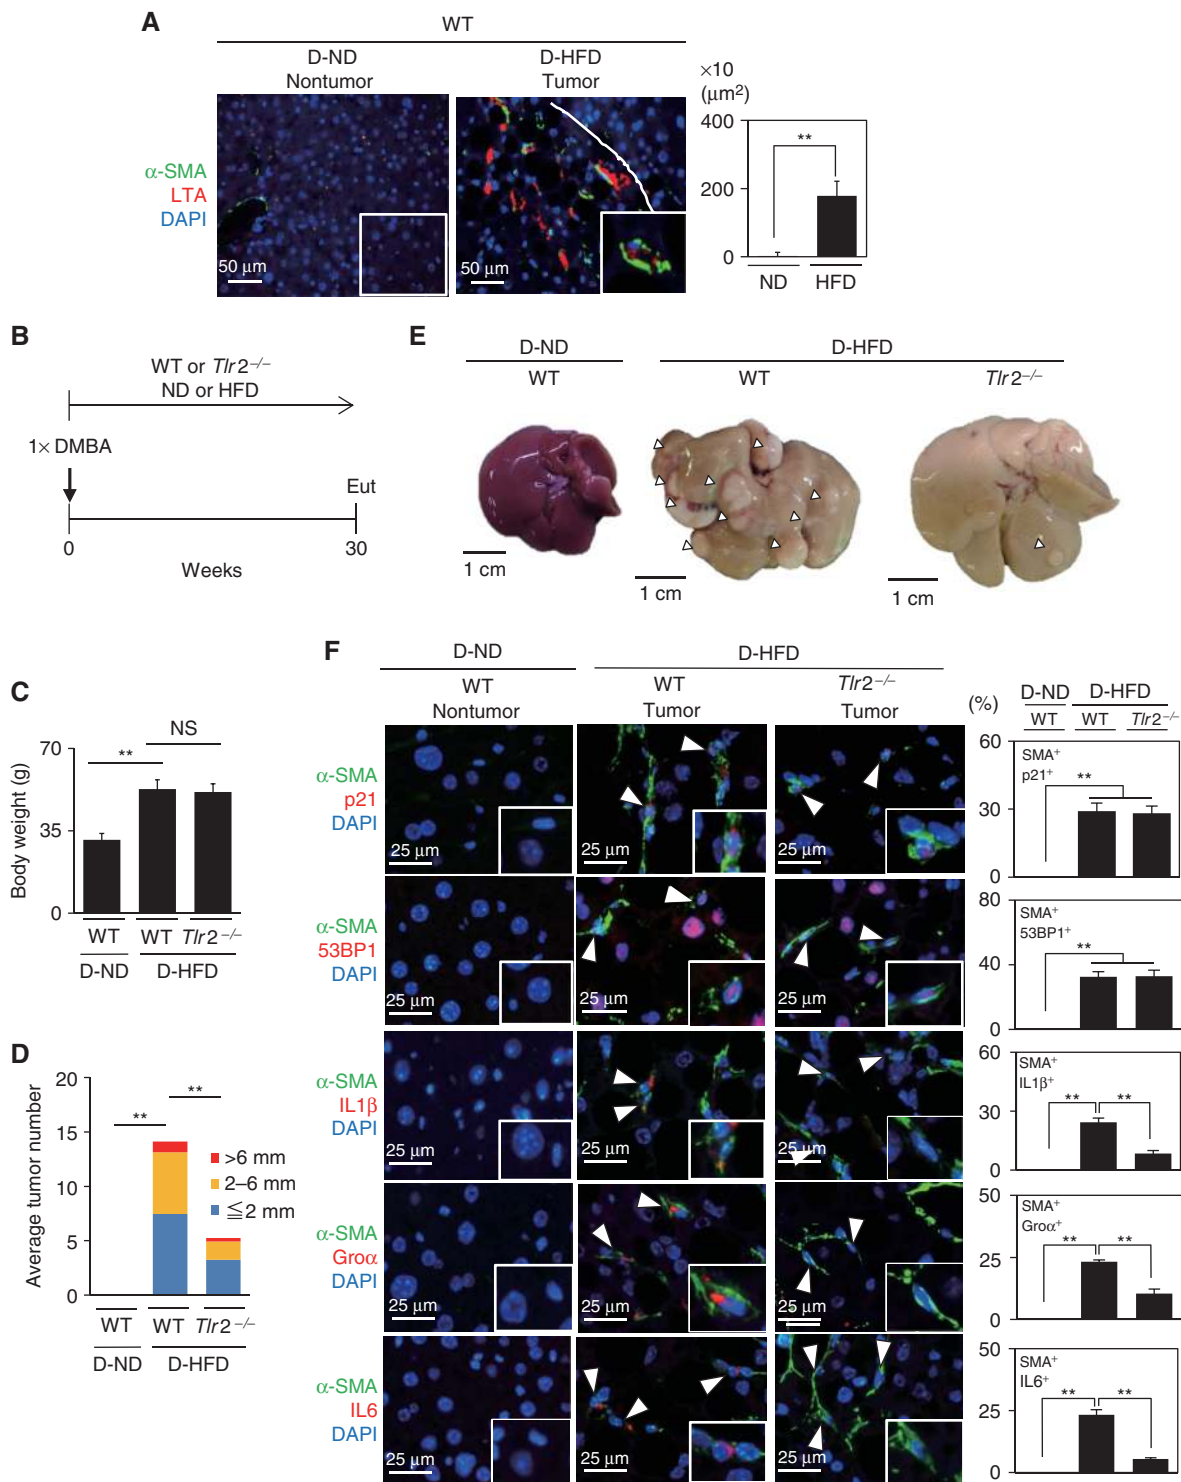 A
WT
D-ND
Nontumor
D-HFD
Tumor
α-SMA
LTA
DAPI
50 μm
50 μm
×10
(μm²)
400
200
0
**
ND
HFD
B
WT or Tlr2⁻/⁻
ND or HFD
1× DMBA
Eut
0
30
Weeks
E
D-ND
D-HFD
WT
WT
Tlr2⁻/⁻
1 cm
1 cm
1 cm
C
Body weight (g)
70
35
0
**
NS
WT
WT
Tlr2⁻/⁻
D-ND
D-HFD
D
Average tumor number
20
15
10
5
0
**
**
>6 mm
2–6 mm
≦2 mm
WT
WT
Tlr2⁻/⁻
D-ND
D-HFD
F
D-ND
D-HFD
WT
Nontumor
WT
Tumor
Tlr2⁻/⁻
Tumor
(%)
D-ND
D-HFD
WT
WT
Tlr2⁻/⁻
α-SMA
p21
DAPI
25 μm
25 μm
25 μm
60
30
0
SMA⁺
p21⁺
**
α-SMA
53BP1
DAPI
25 μm
25 μm
25 μm
80
40
0
SMA⁺
53BP1⁺
**
α-SMA
IL1β
DAPI
25 μm
25 μm
25 μm
60
30
0
SMA⁺
IL1β⁺
**
**
α-SMA
Groα
DAPI
25 μm
25 μm
25 μm
50
25
0
SMA⁺
Groα⁺
**
**
α-SMA
IL6
DAPI
25 μm
25 μm
25 μm
50
25
0
SMA⁺
IL6⁺
**
**